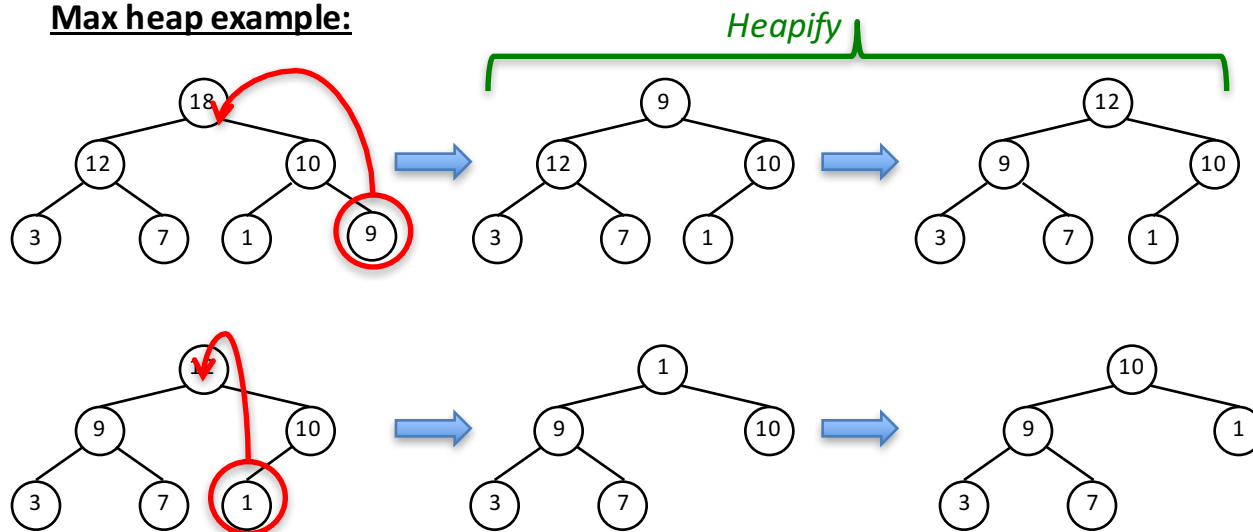 Max heap example:
Heapify
18 9 12
12 10 12 10 9 10
3 7 1 9 3 7 1 3 7 1
12 1 10
9 10 9 10 9 1
3 7 1 3 7 3 7